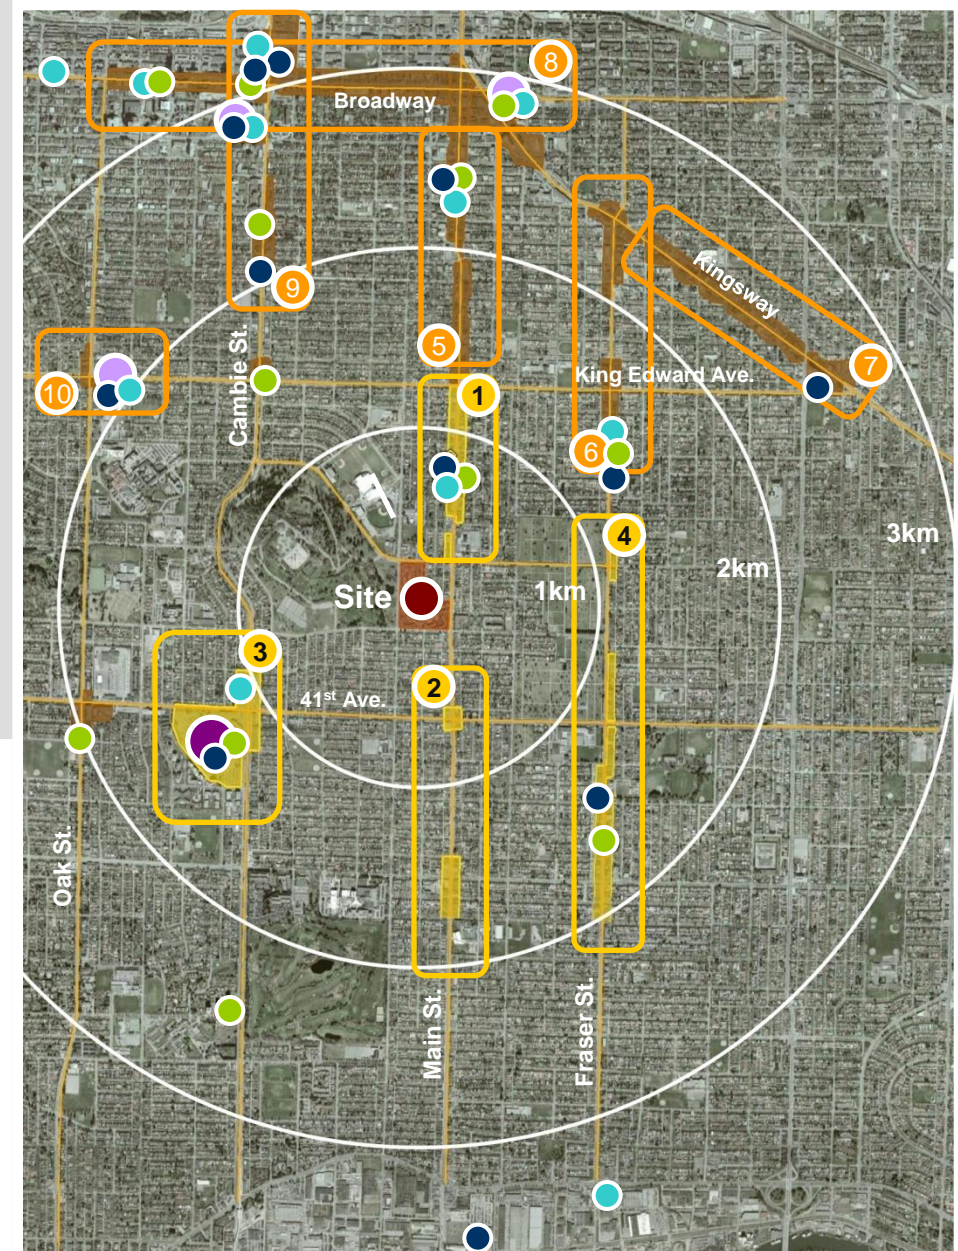 8
Broadway
Kingsway
9
5
7
10
Cambie St.
King Edward Ave.
1
6
4
3km
2km
1km
Site
3
2
41st Ave.
Oak St.
Main St.
Fraser St.